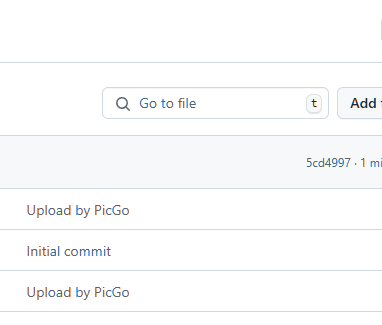 Go to file t Add
5cd4997 · 1 mi
Upload by PicGo
Initial commit
Upload by PicGo